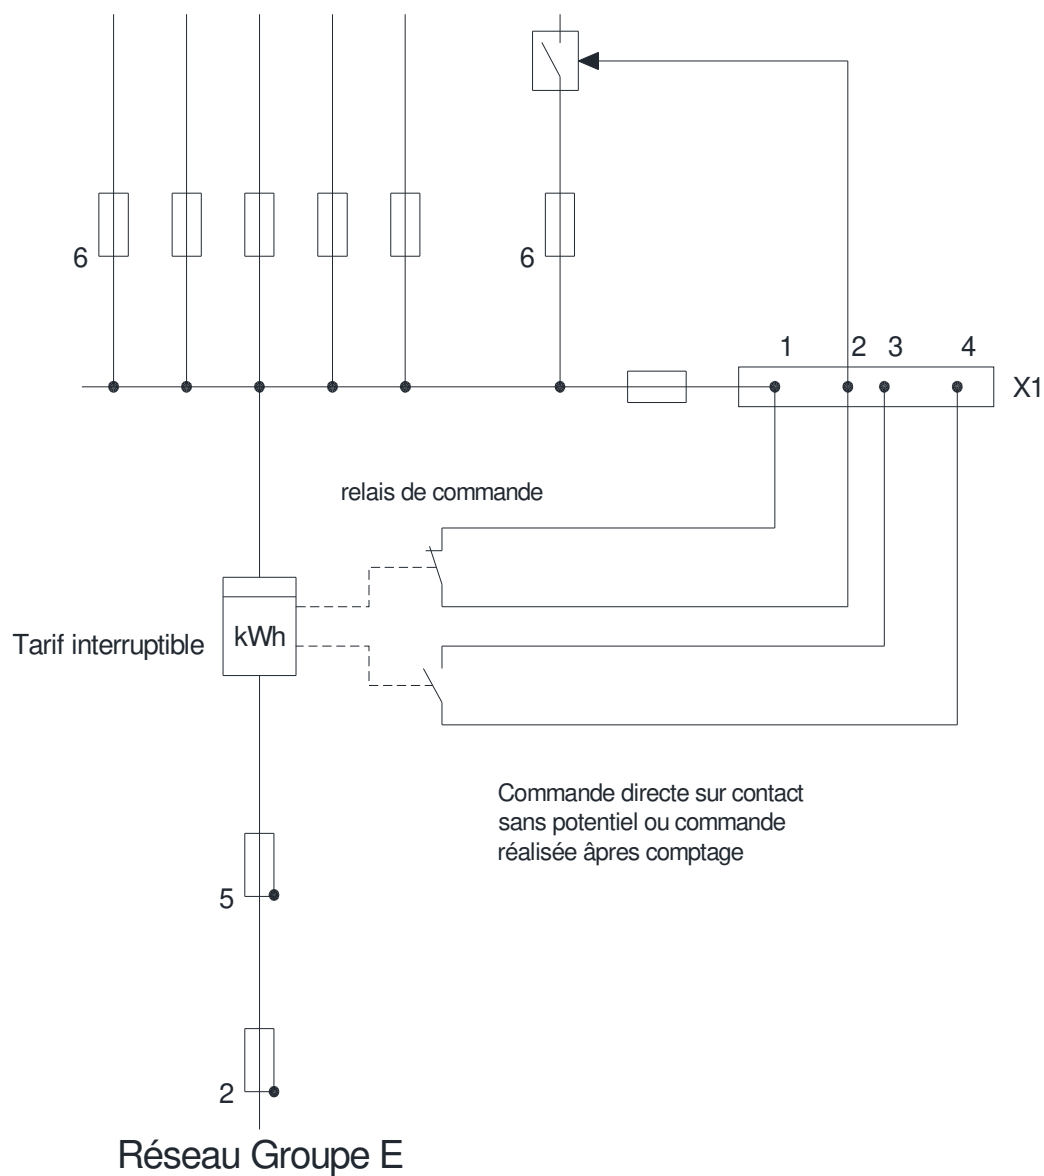 6
6
1
2
3
4
X1
relais de commande
Tarif interruptible
kWh
Commande directe sur contact
sans potentiel ou commande
réalisée âpres comptage
5
2
Réseau Groupe E